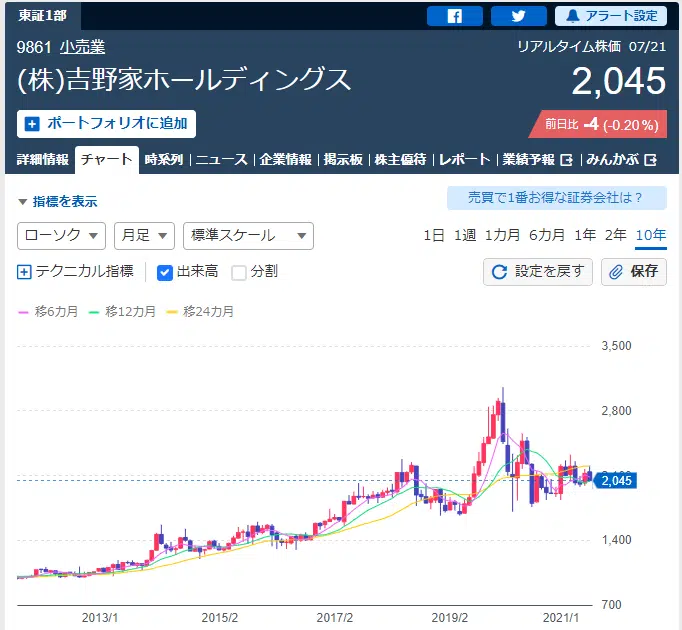 東証1部
アラート設定
9861 小売業
リアルタイム株価 07/21
(株)吉野家ホールディングス
2,045
ポートフォリオに追加
前日比 -4 (-0.20%)
詳細情報 チャート 時系列 ニュース 企業情報 掲示板 株主優待 レポート 業績予報 みんかぶ
▼ 指標を表示
売買で1番お得な証券会社は?
ローソク ▼ 月足 ▼ 標準スケール ▼
1日 1週 1カ月 6カ月 1年 2年 10年
テクニカル指標 出来高 分割
設定を戻す 保存
移6カ月 移12カ月 移24カ月
3,500
2,800
2,045
1,400
700
2013/1 2015/2 2017/2 2019/2 2021/1